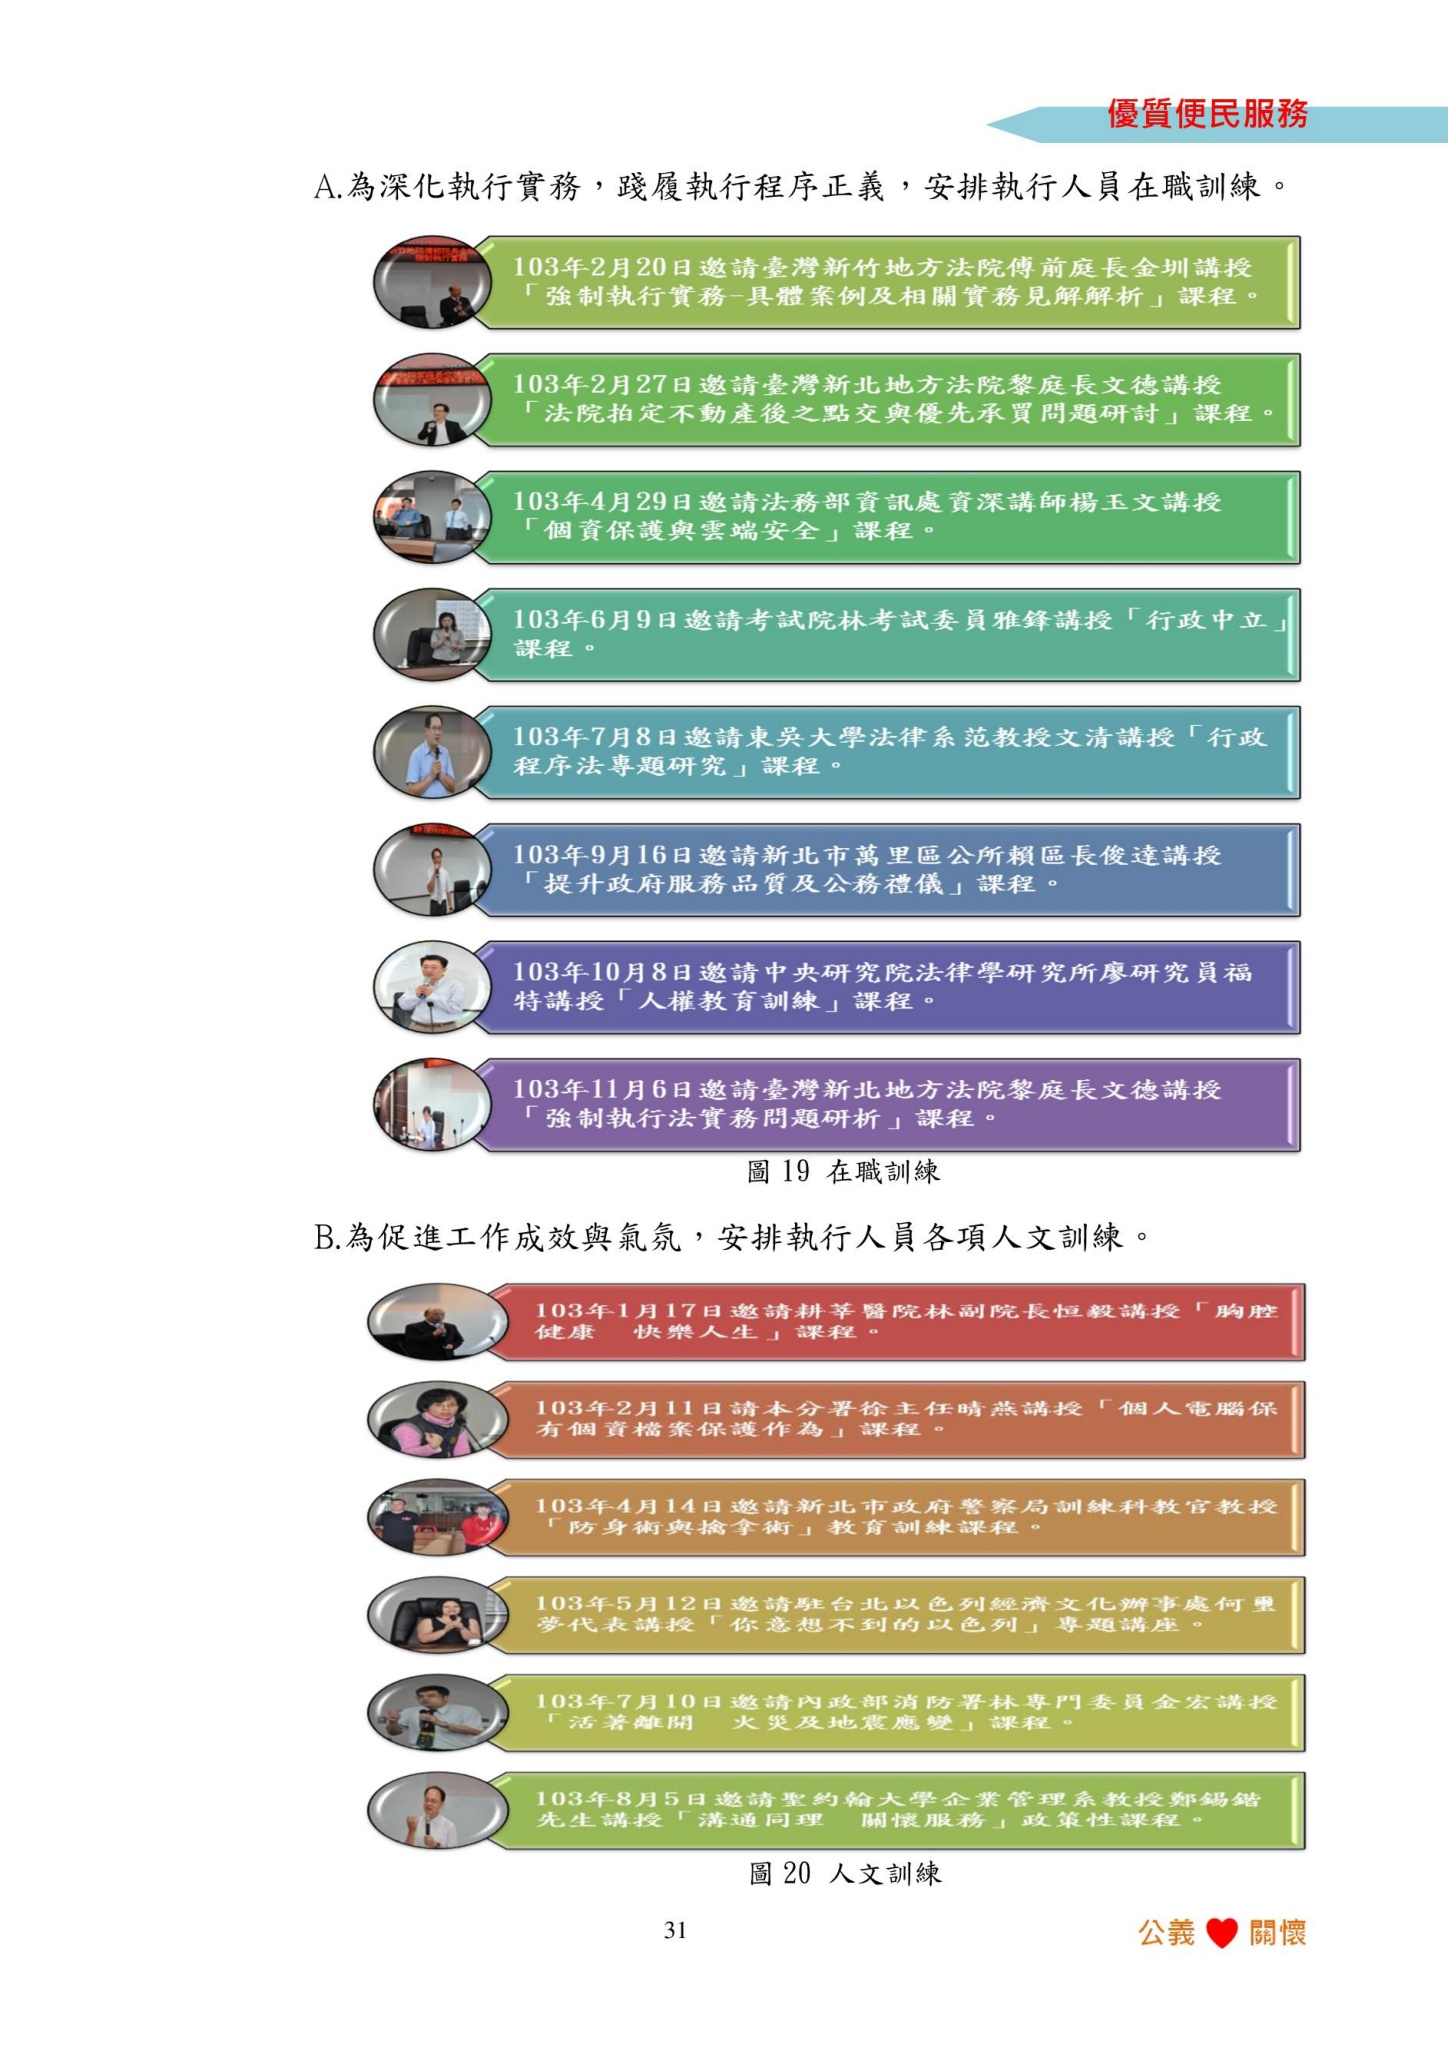 優質便民服務
A.為深化執行實務，踐履執行程序正義，安排執行人員在職訓練。
103年2月20日邀請臺灣新竹地方法院傅前庭長金圳講授
「強制執行實務-具體案例及相關實務見解解析」課程。
103年2月27日邀請臺灣新北地方法院黎庭長文德講授
「法院拍定不動產後之點交與優先承買問題研討」課程。
103年4月29日邀請法務部資訊處資深講師楊玉文講授
「個資保護與雲端安全」課程。
103年6月9日邀請考試院林考試委員雅鋒講授「行政中立」
課程。
103年7月8日邀請東吳大學法律系范教授文清講授「行政
程序法專題研究」課程。
103年9月16日邀請新北市萬里區公所賴區長俊達講授
「提升政府服務品質及公務禮儀」課程。
103年10月8日邀請中央研究院法律學研究所廖研究員福
特講授「人權教育訓練」課程。
103年11月6日邀請臺灣新北地方法院黎庭長文德講授
「強制執行法實務問題研析」課程。
圖 19 在職訓練
B.為促進工作成效與氣氛，安排執行人員各項人文訓練。
103年1月17日邀請耕莘醫院林副院長恒毅講授「胸腔
健康　快樂人生」課程。
103年2月11日請本分署徐主任晴燕講授「個人電腦保
有個資檔案保護作為」課程。
103年4月14日邀請新北市政府警察局訓練科教官教授
「防身術與擒拿術」教育訓練課程。
103年5月12日邀請駐台北以色列經濟文化辦事處何璽
夢代表講授「你意想不到的以色列」專題講座。
103年7月10日邀請內政部消防署林專門委員金宏講授
「活著離開　火災及地震應變」課程。
103年8月5日邀請聖約翰大學企業管理系教授鄭錫鍇
先生講授「溝通同理　關懷服務」政策性課程。
圖 20 人文訓練
31
公義 關懷